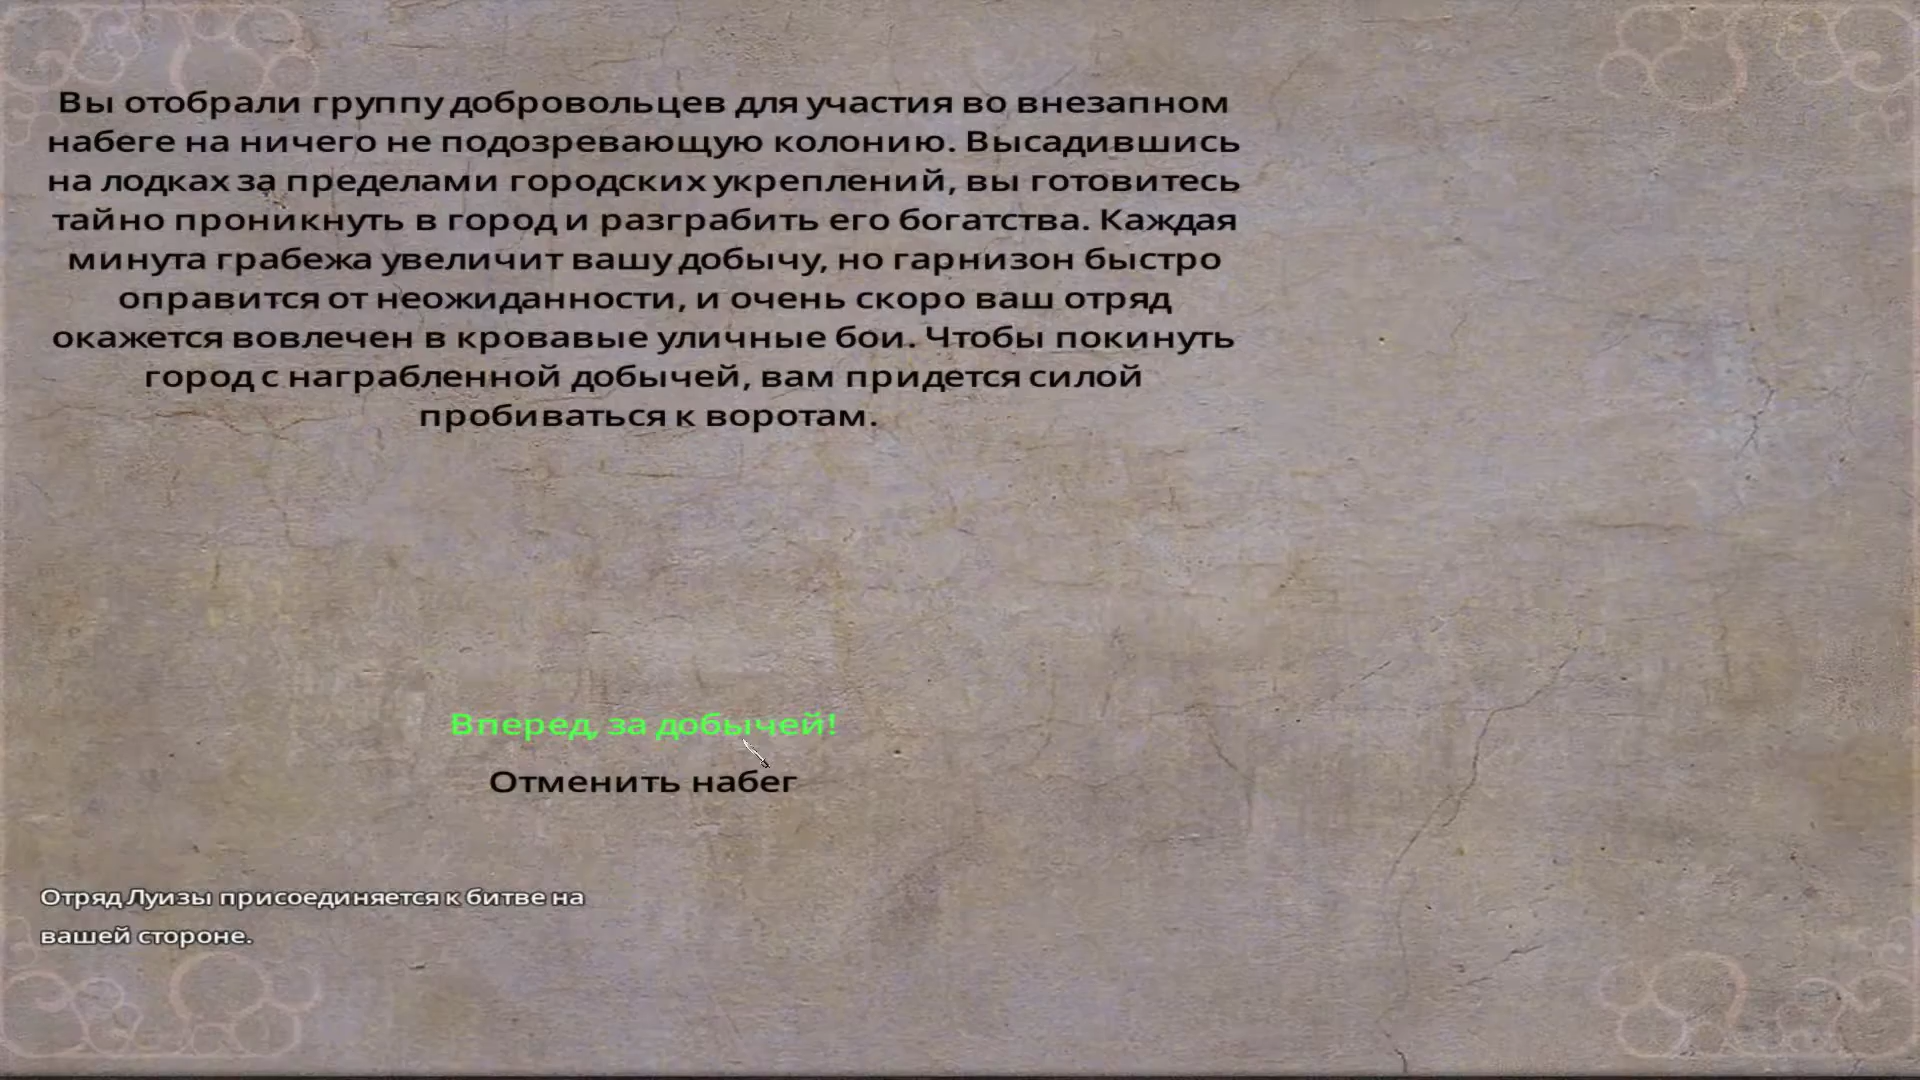 Вы отобрали группу добровольцев для участия во внезапном
набеге на ничего не подозревающую колонию. Высадившись
на лодках за пределами городских укреплений, вы готовитесь
тайно проникнуть в город и разграбить его богатства. Каждая
минута грабежа увеличит вашу добычу, но гарнизон быстро
оправится от неожиданности, и очень скоро ваш отряд
окажется вовлечен в кровавые уличные бои. Чтобы покинуть
город с награбленной добычей, вам придется силой
пробиваться к воротам.
Вперед, за добычей!
Отменить набег
Отряд Луизы присоединяется к битве на
вашей стороне.